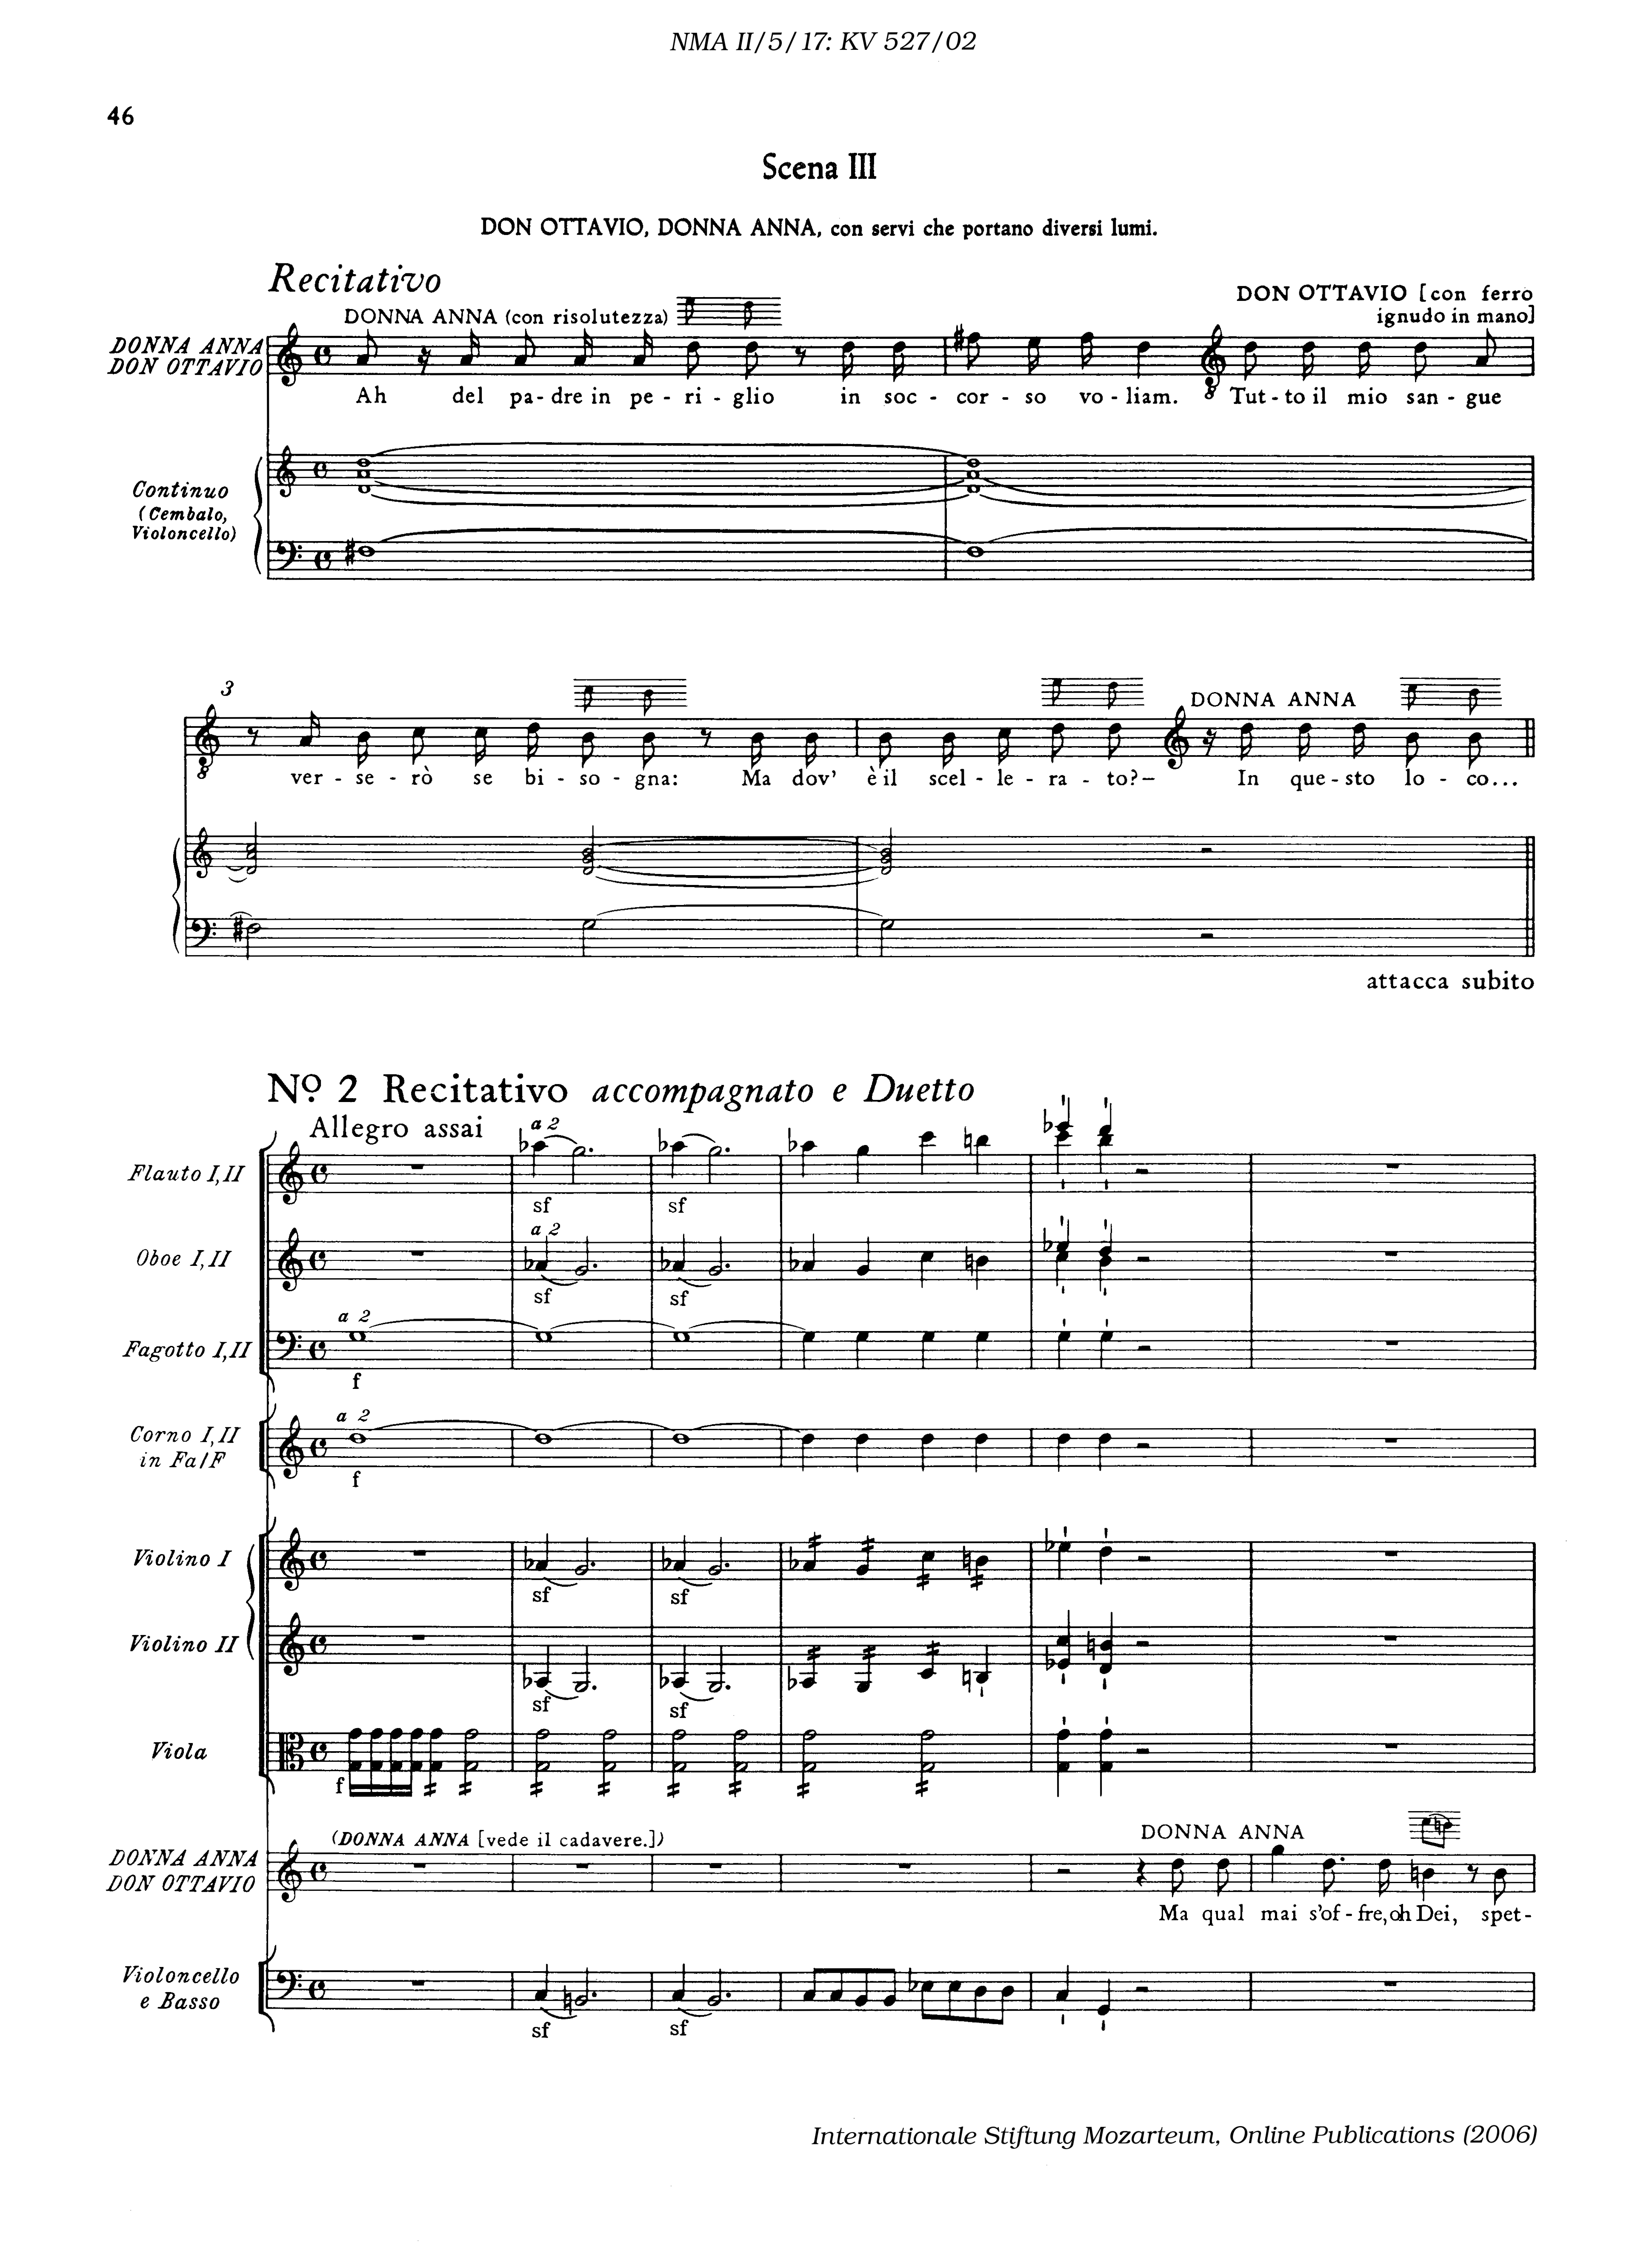 NMA II/5/17: KV 527/02
46
Scena III
DON OTTAVIO, DONNA ANNA, con servi che portano diversi lumi.
Recitativo
DONNA ANNA (con risolutezza)
DON OTTAVIO [con ferro
ignudo in mano]
DONNA ANNA
DON OTTAVIO
Ah del pa-dre in pe-ri-glio in soc-cor-so vo-liam. Tut-to il mio san-gue
Continuo
(Cembalo,
Violoncello)
3
DONNA ANNA
ver-se-rò se bi-so-gna: Ma dov' è il scel-le-ra-to?– In que-sto lo-co...
attacca subito
No. 2 Recitativo accompagnato e Duetto
Allegro assai
a 2
Flauto I, II
sf sf
a 2
Oboe I, II
sf sf
a 2
Fagotto I, II
f
a 2
Corno I, II
in Fa/F
f
Violino I
sf sf
Violino II
sf sf
Viola
f
(DONNA ANNA [vede il cadavere.])
DONNA ANNA
DONNA ANNA
DON OTTAVIO
Ma qual mai s'of-fre, oh Dei, spet-
Violoncello
e Basso
sf sf
Internationale Stiftung Mozarteum, Online Publications (2006)